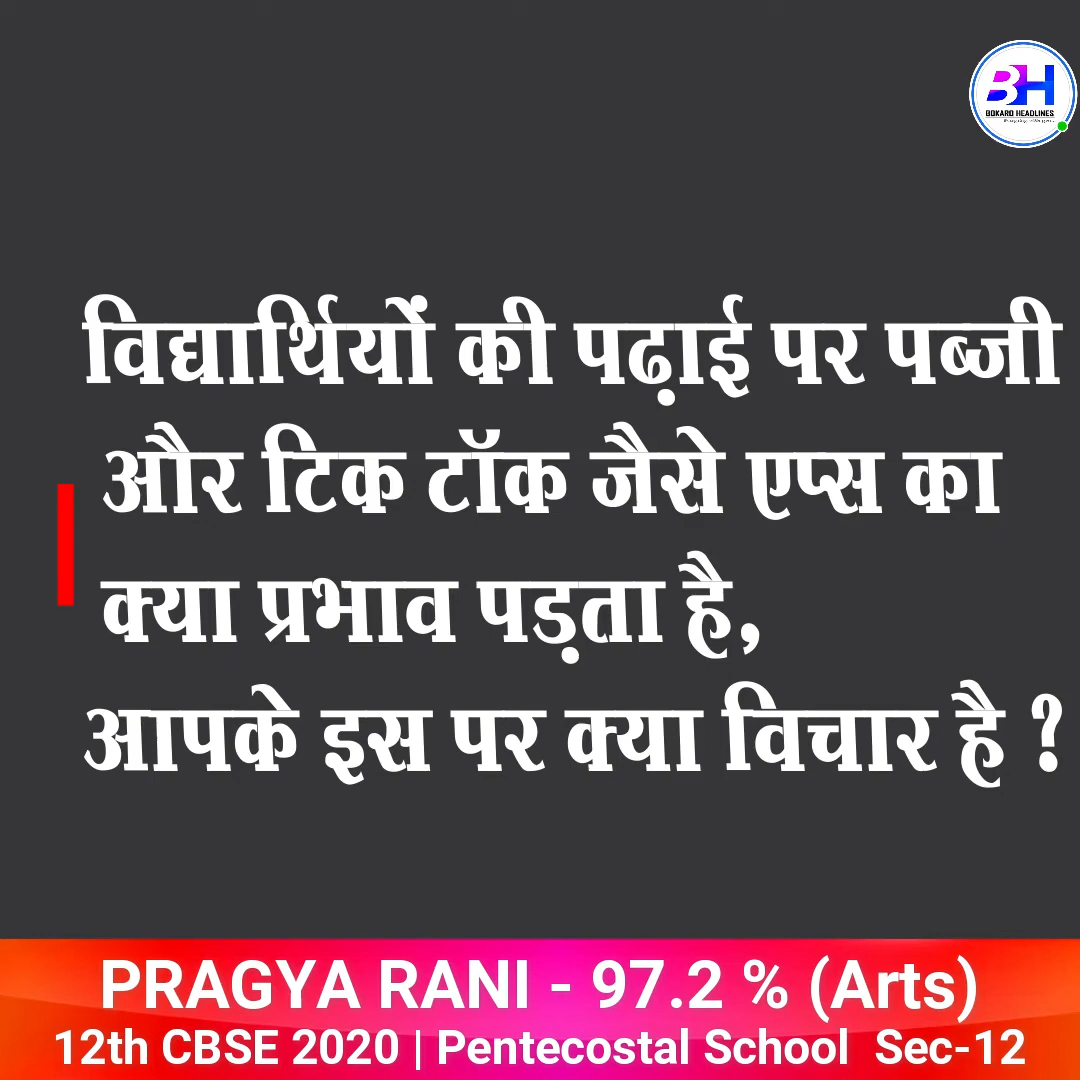 BH
BOKARO HEADLINES
विद्यार्थियों की पढ़ाई पर पब्जी
और टिक टॉक जैसे एप्स का
क्या प्रभाव पड़ता है,
आपके इस पर क्या विचार है ?
PRAGYA RANI - 97.2 % (Arts)
12th CBSE 2020 | Pentecostal School Sec-12